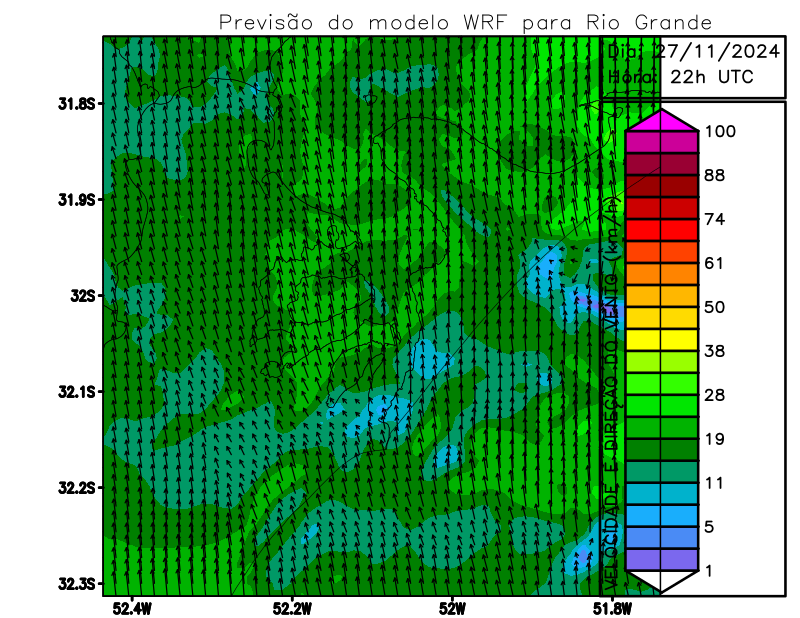 Previsão do modelo WRF para Rio Grande
Dia: 27/11/2024
Hora: 22h UTC
31.8S
31.9S
32S
32.1S
32.2S
32.3S
52.4W
52.2W
52W
51.8W
VELOCIDADE E DIREÇÃO DO VENTO (km/h)
100
88
74
61
50
38
28
19
11
5
1